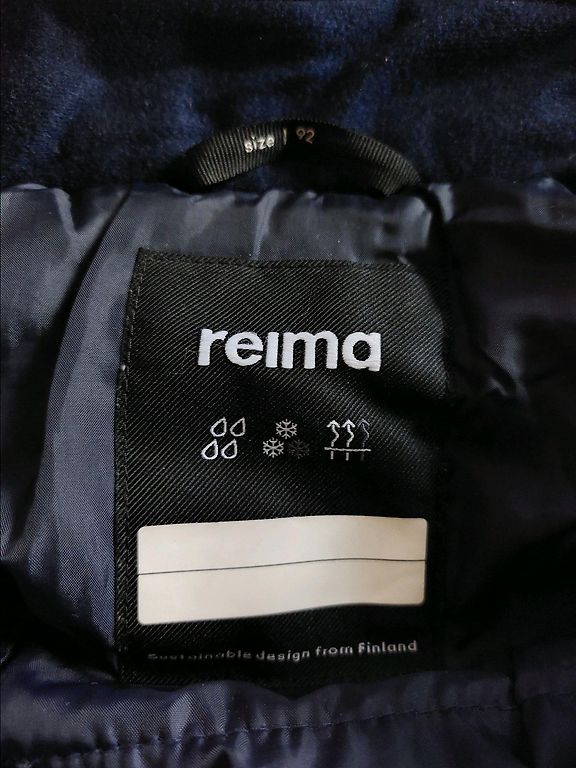 size 92
reima
Sustainable design from Finland